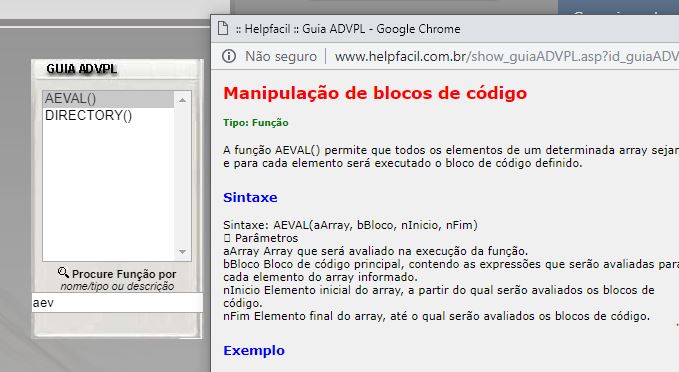 :: Helpfacil :: Guia ADVPL - Google Chrome
Não seguro | www.helpfacil.com.br/show_guiaADVPL.asp?id_guiaADV
GUIA ADVPL
AEVAL()
DIRECTORY()
Procure Função por
nome/tipo ou descrição
aev
Manipulação de blocos de código
Tipo: Função
A função AEVAL() permite que todos os elementos de um determinada array sejar
e para cada elemento será executado o bloco de código definido.
Sintaxe
Sintaxe: AEVAL(aArray, bBloco, nInicio, nFim)
Parâmetros
aArray Array que será avaliado na execução da função.
bBloco Bloco de código principal, contendo as expressões que serão avaliadas para
cada elemento do array informado.
nInicio Elemento inicial do array, a partir do qual serão avaliados os blocos de
código.
nFim Elemento final do array, até o qual serão avaliados os blocos de código.
Exemplo